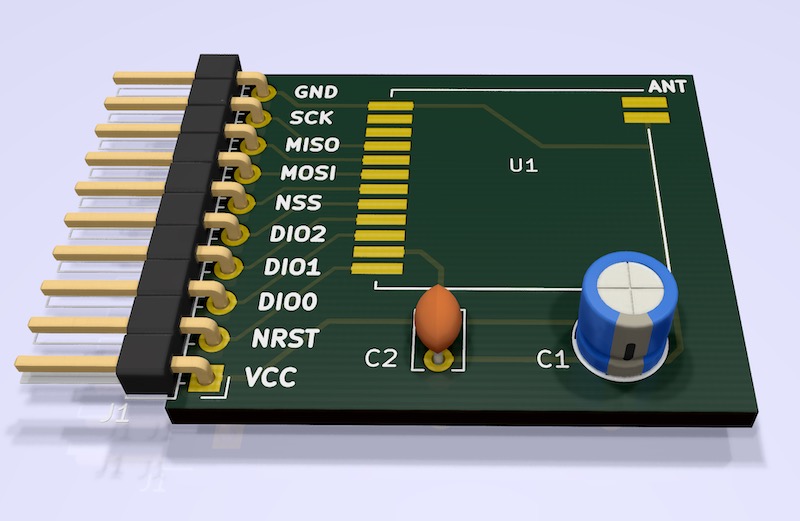 ANT
GND
SCK
MISO
U1
MOSI
NSS
DIO2
DIO1
DIO0
NRST
C2
C1
VCC
J1